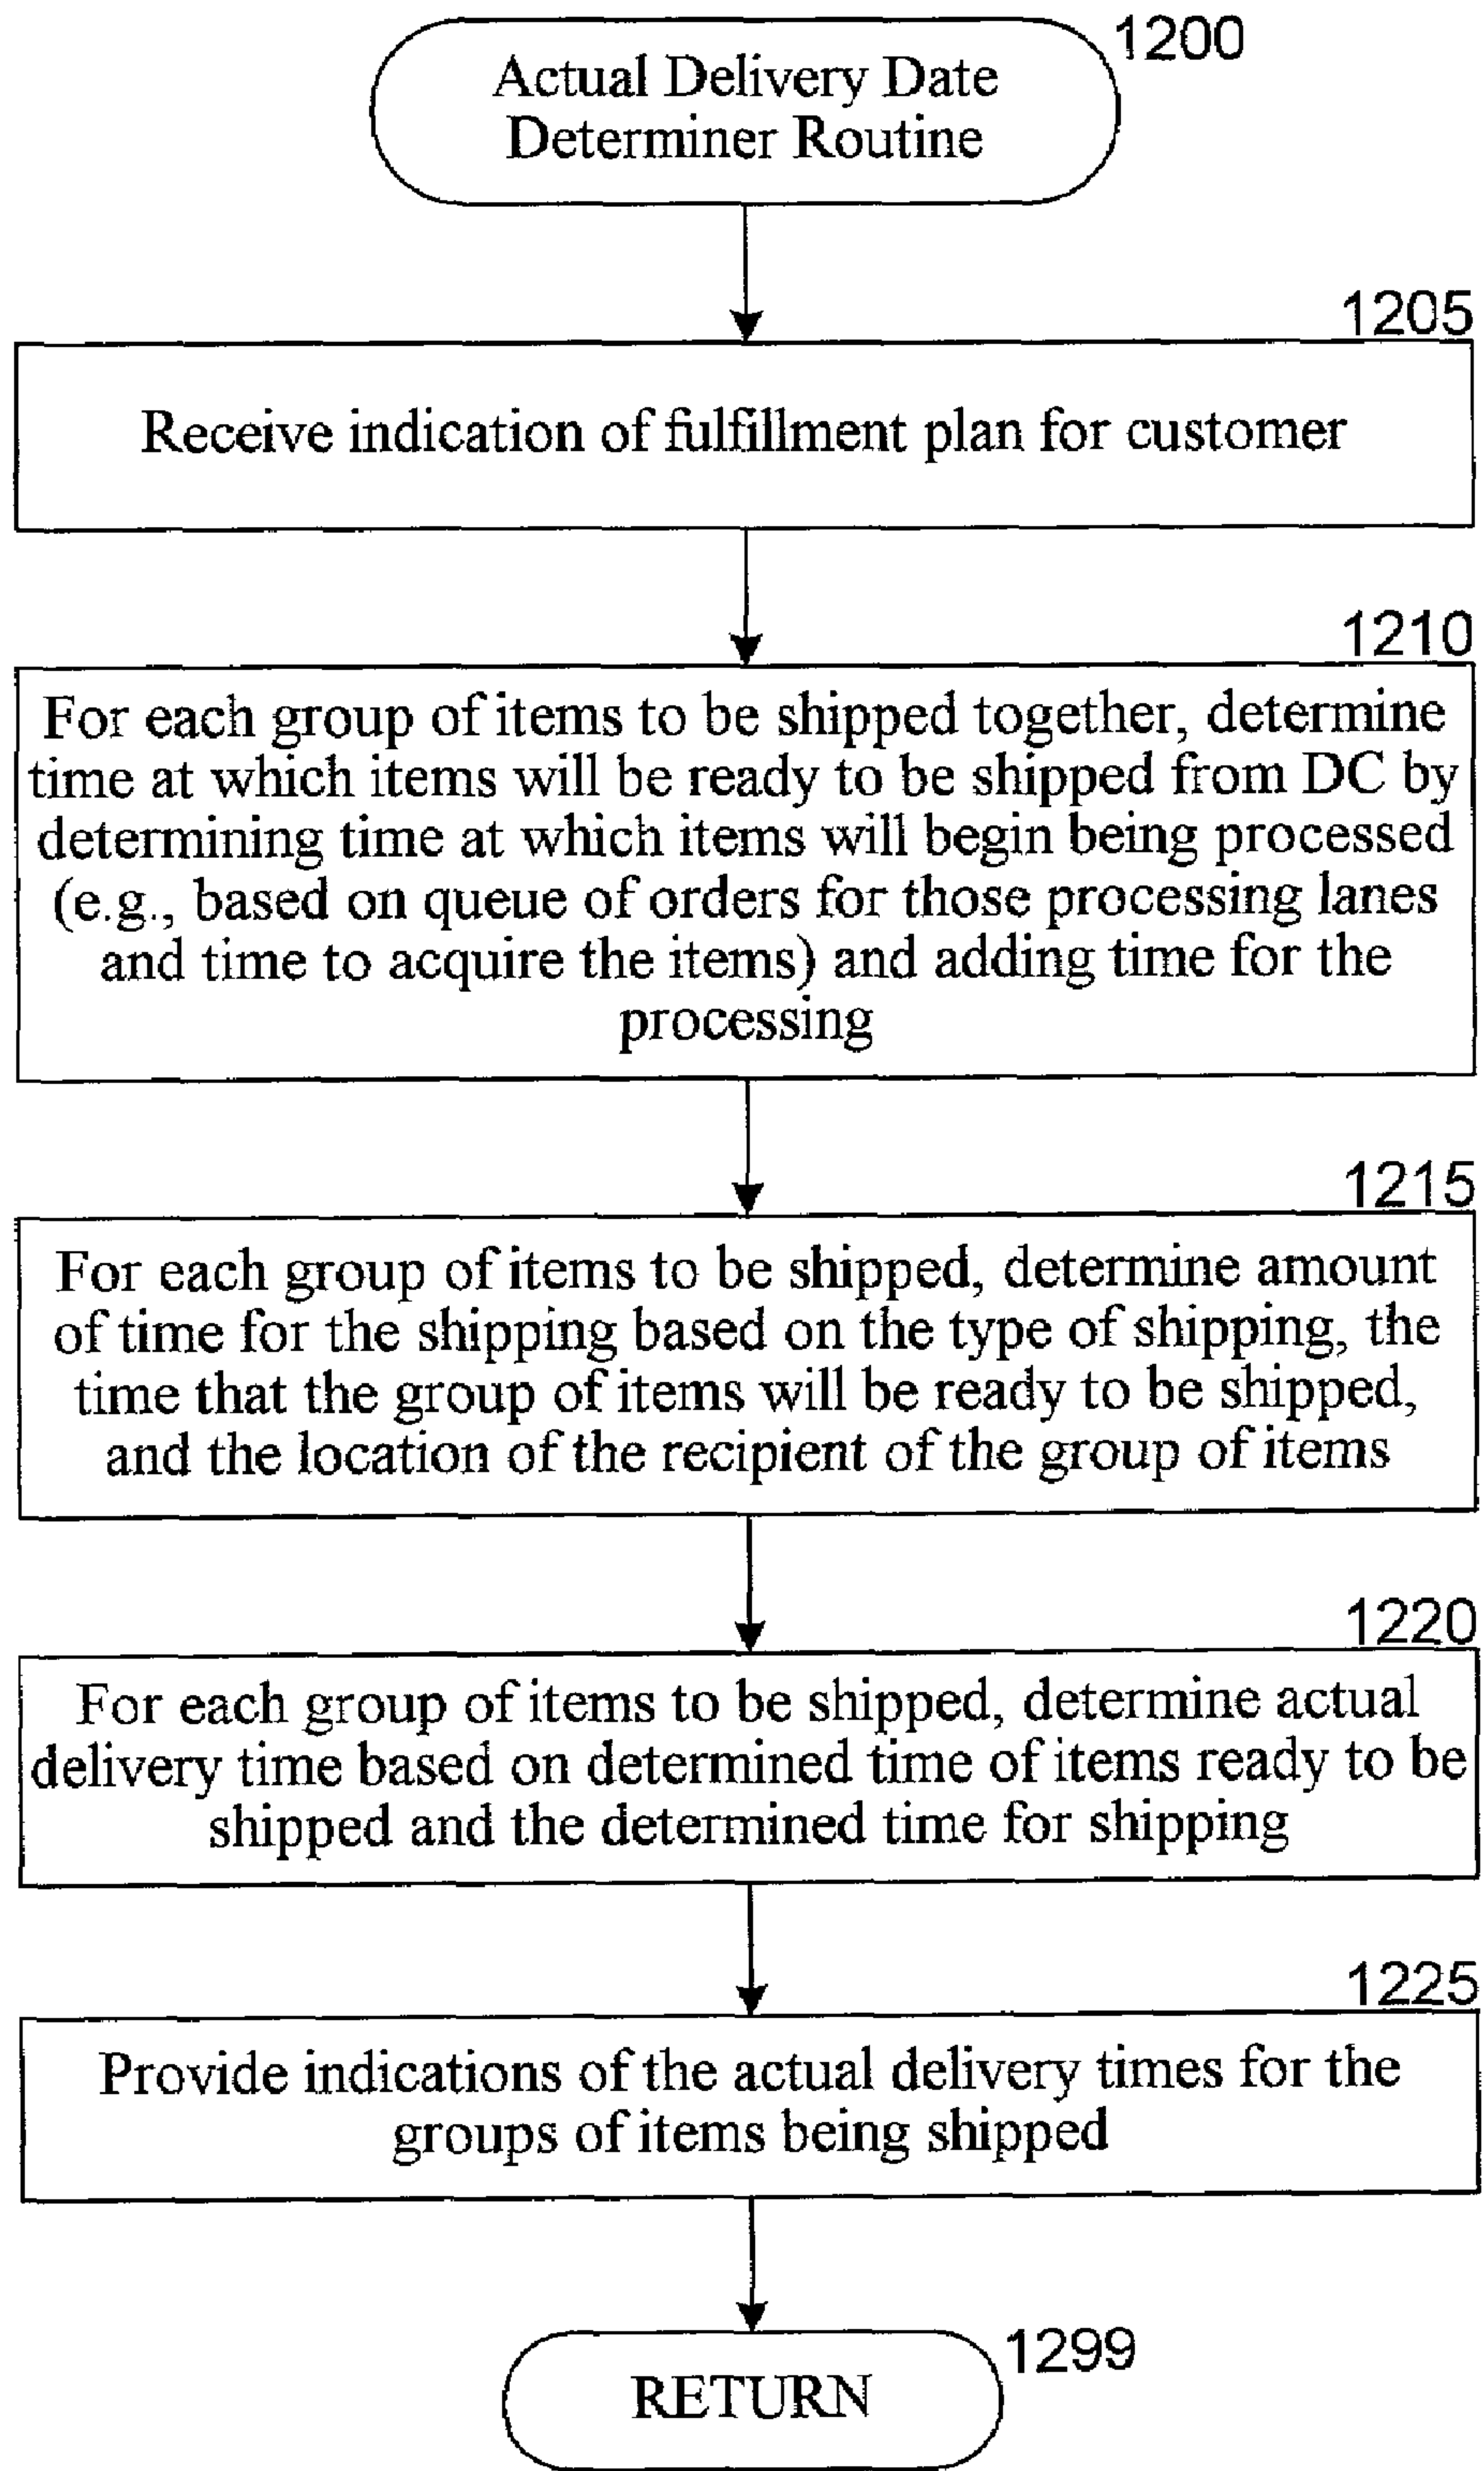 1200
Actual Delivery Date
Determiner Routine
1205
Receive indication of fulfillment plan for customer
1210
For each group of items to be shipped together, determine
time at which items will be ready to be shipped from DC by
determining time at which items will begin being processed
(e.g., based on queue of orders for those processing lanes
and time to acquire the items) and adding time for the
processing
1215
For each group of items to be shipped, determine amount
of time for the shipping based on the type of shipping, the
time that the group of items will be ready to be shipped,
and the location of the recipient of the group of items
1220
For each group of items to be shipped, determine actual
delivery time based on determined time of items ready to be
shipped and the determined time for shipping
1225
Provide indications of the actual delivery times for the
groups of items being shipped
1299
RETURN